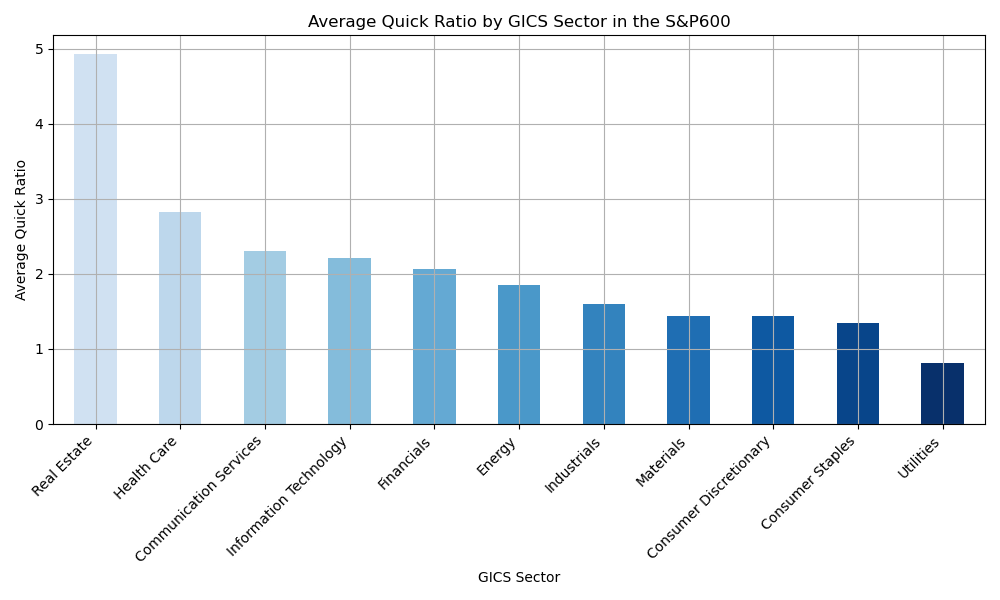 Average Quick Ratio by GICS Sector in the S&P600
Average Quick Ratio
5
4
3
2
1
0
Real Estate
Health Care
Communication Services
Information Technology
Financials
Energy
Industrials
Materials
Consumer Discretionary
Consumer Staples
Utilities
GICS Sector